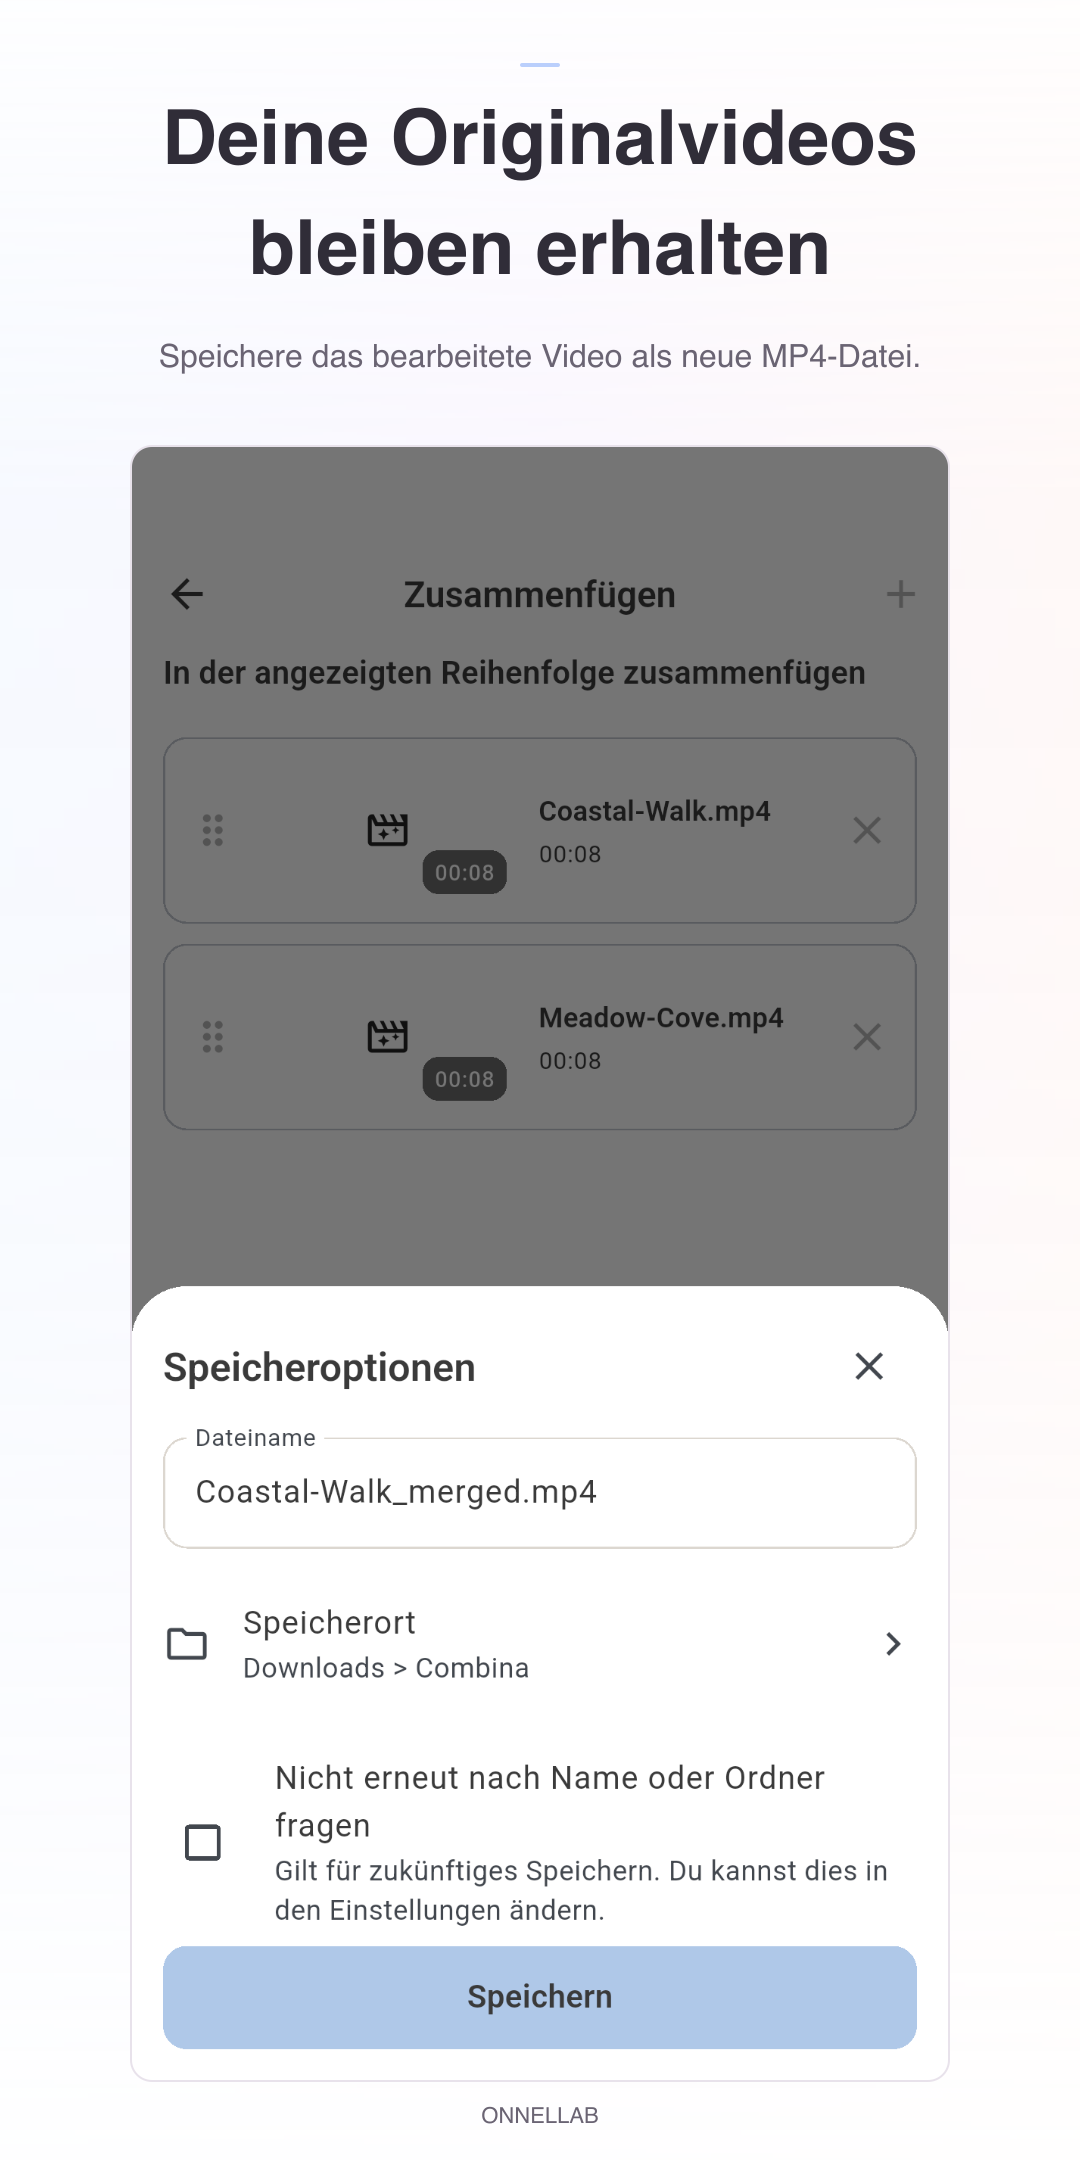 Deine Originalvideos
bleiben erhalten
Speichere das bearbeitete Video als neue MP4-Datei.
Zusammenfügen
In der angezeigten Reihenfolge zusammenfügen
Coastal-Walk.mp4
00:08
00:08
Meadow-Cove.mp4
00:08
00:08
Speicheroptionen
Dateiname
Coastal-Walk_merged.mp4
Speicherort
Downloads > Combina
Nicht erneut nach Name oder Ordner
fragen
Gilt für zukünftiges Speichern. Du kannst dies in
den Einstellungen ändern.
Speichern
ONNELLAB